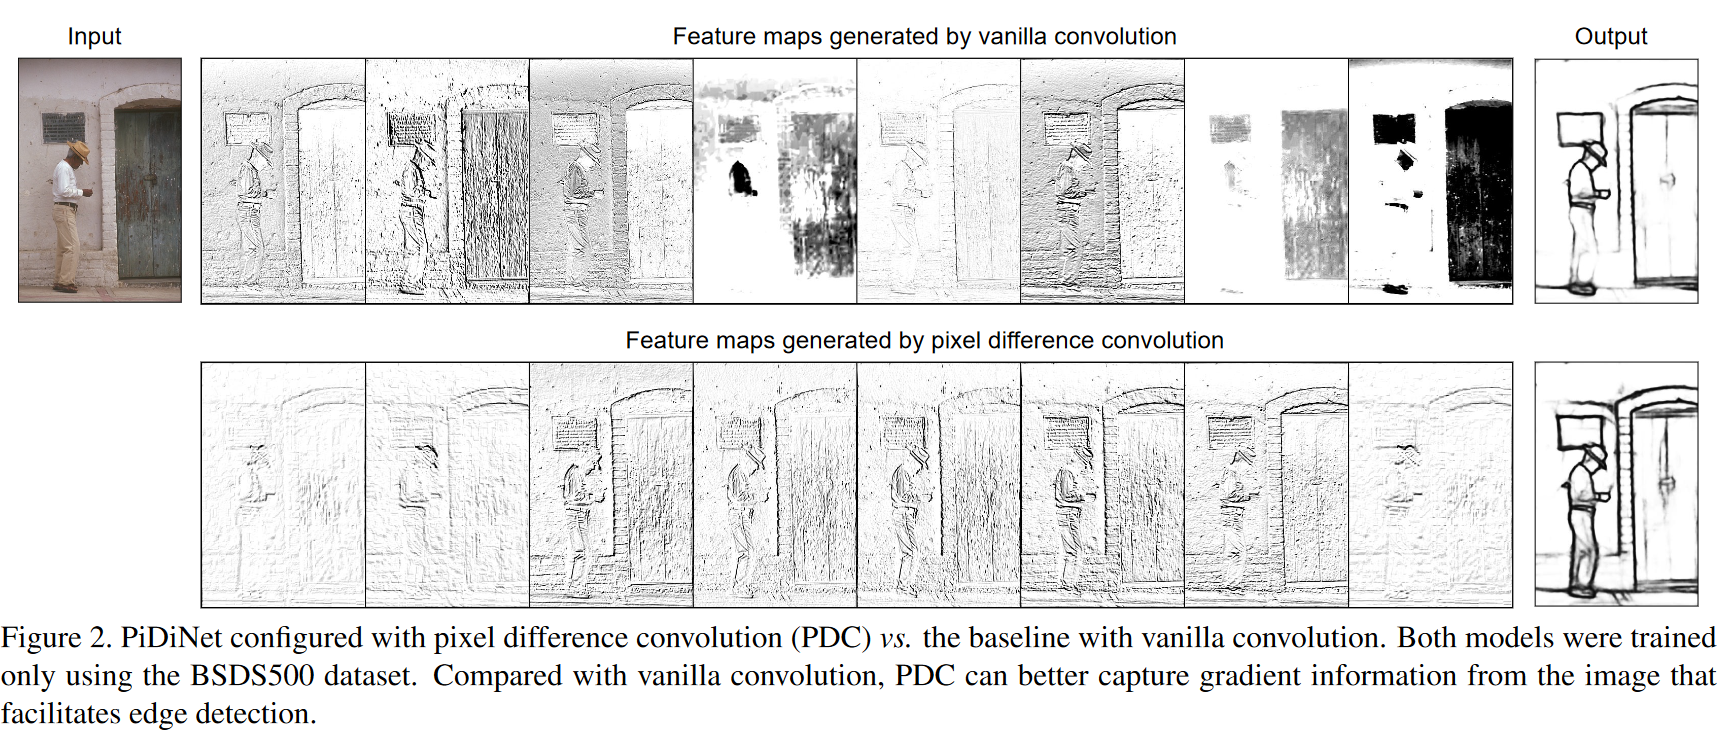 Input
Feature maps generated by vanilla convolution
Output
Feature maps generated by pixel difference convolution
Figure 2. PiDiNet configured with pixel difference convolution (PDC) vs. the baseline with vanilla convolution. Both models were trained
only using the BSDS500 dataset. Compared with vanilla convolution, PDC can better capture gradient information from the image that
facilitates edge detection.